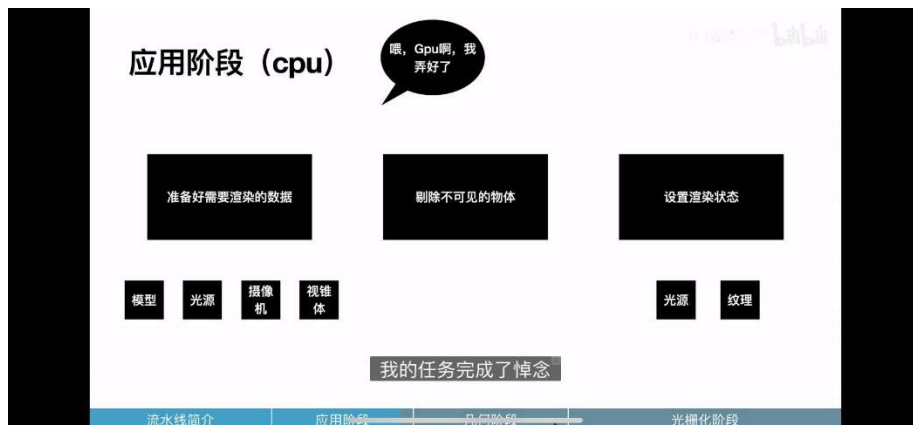 应用阶段（cpu）
喂，Gpu啊，我
弄好了
bilibili
准备好需要渲染的数据
剔除不可见的物体
设置渲染状态
模型
光源
摄像
机
视锥
体
光源
纹理
我的任务完成了悼念
流水线简介
应用阶段
几何阶段
光栅化阶段